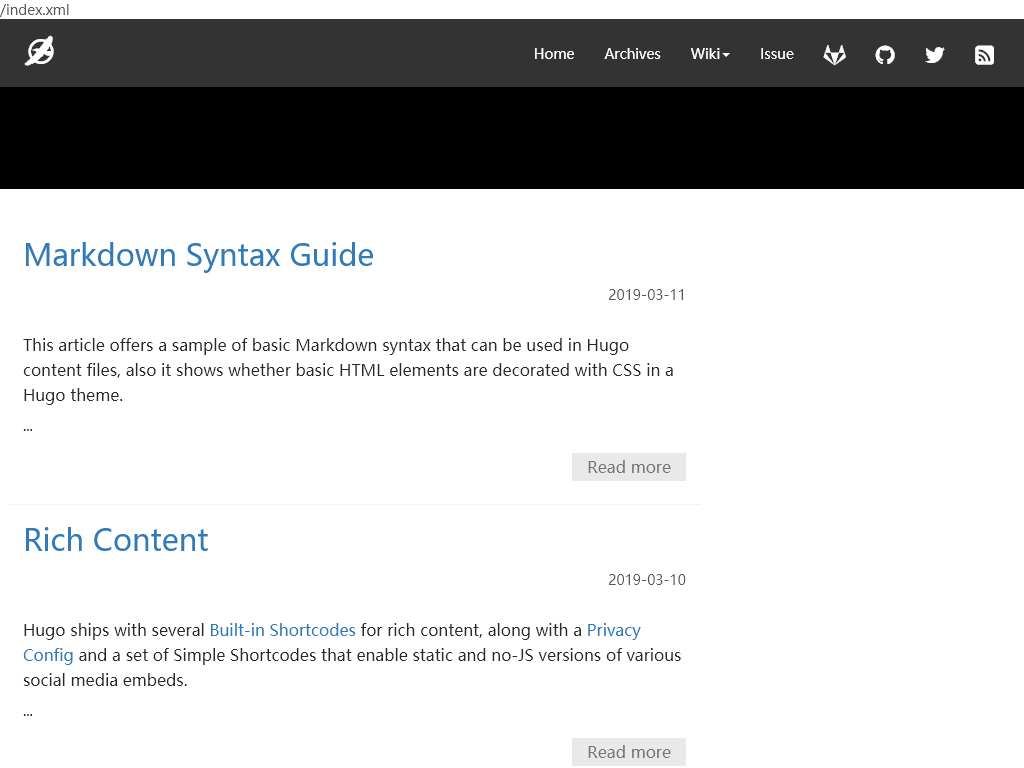 /index.xml
Home Archives Wiki Issue
Markdown Syntax Guide
2019-03-11
This article offers a sample of basic Markdown syntax that can be used in Hugo
content files, also it shows whether basic HTML elements are decorated with CSS in a
Hugo theme.
...
Read more
Rich Content
2019-03-10
Hugo ships with several Built-in Shortcodes for rich content, along with a Privacy
Config and a set of Simple Shortcodes that enable static and no-JS versions of various
social media embeds.
...
Read more